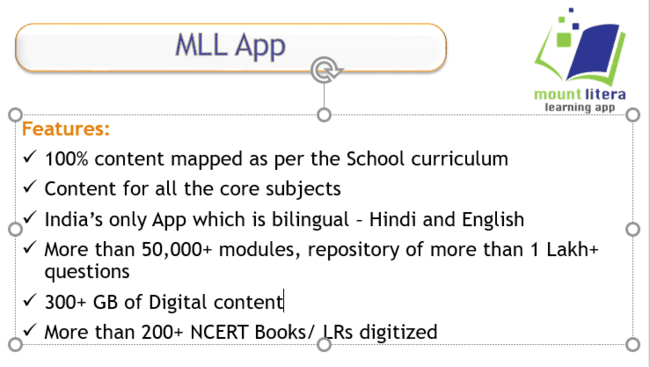 MLL App
mount litera
learning app
Features:
✓ 100% content mapped as per the School curriculum
✓ Content for all the core subjects
✓ India's only App which is bilingual – Hindi and English
✓ More than 50,000+ modules, repository of more than 1 Lakh+
questions
✓ 300+ GB of Digital content
✓ More than 200+ NCERT Books/ LRs digitized